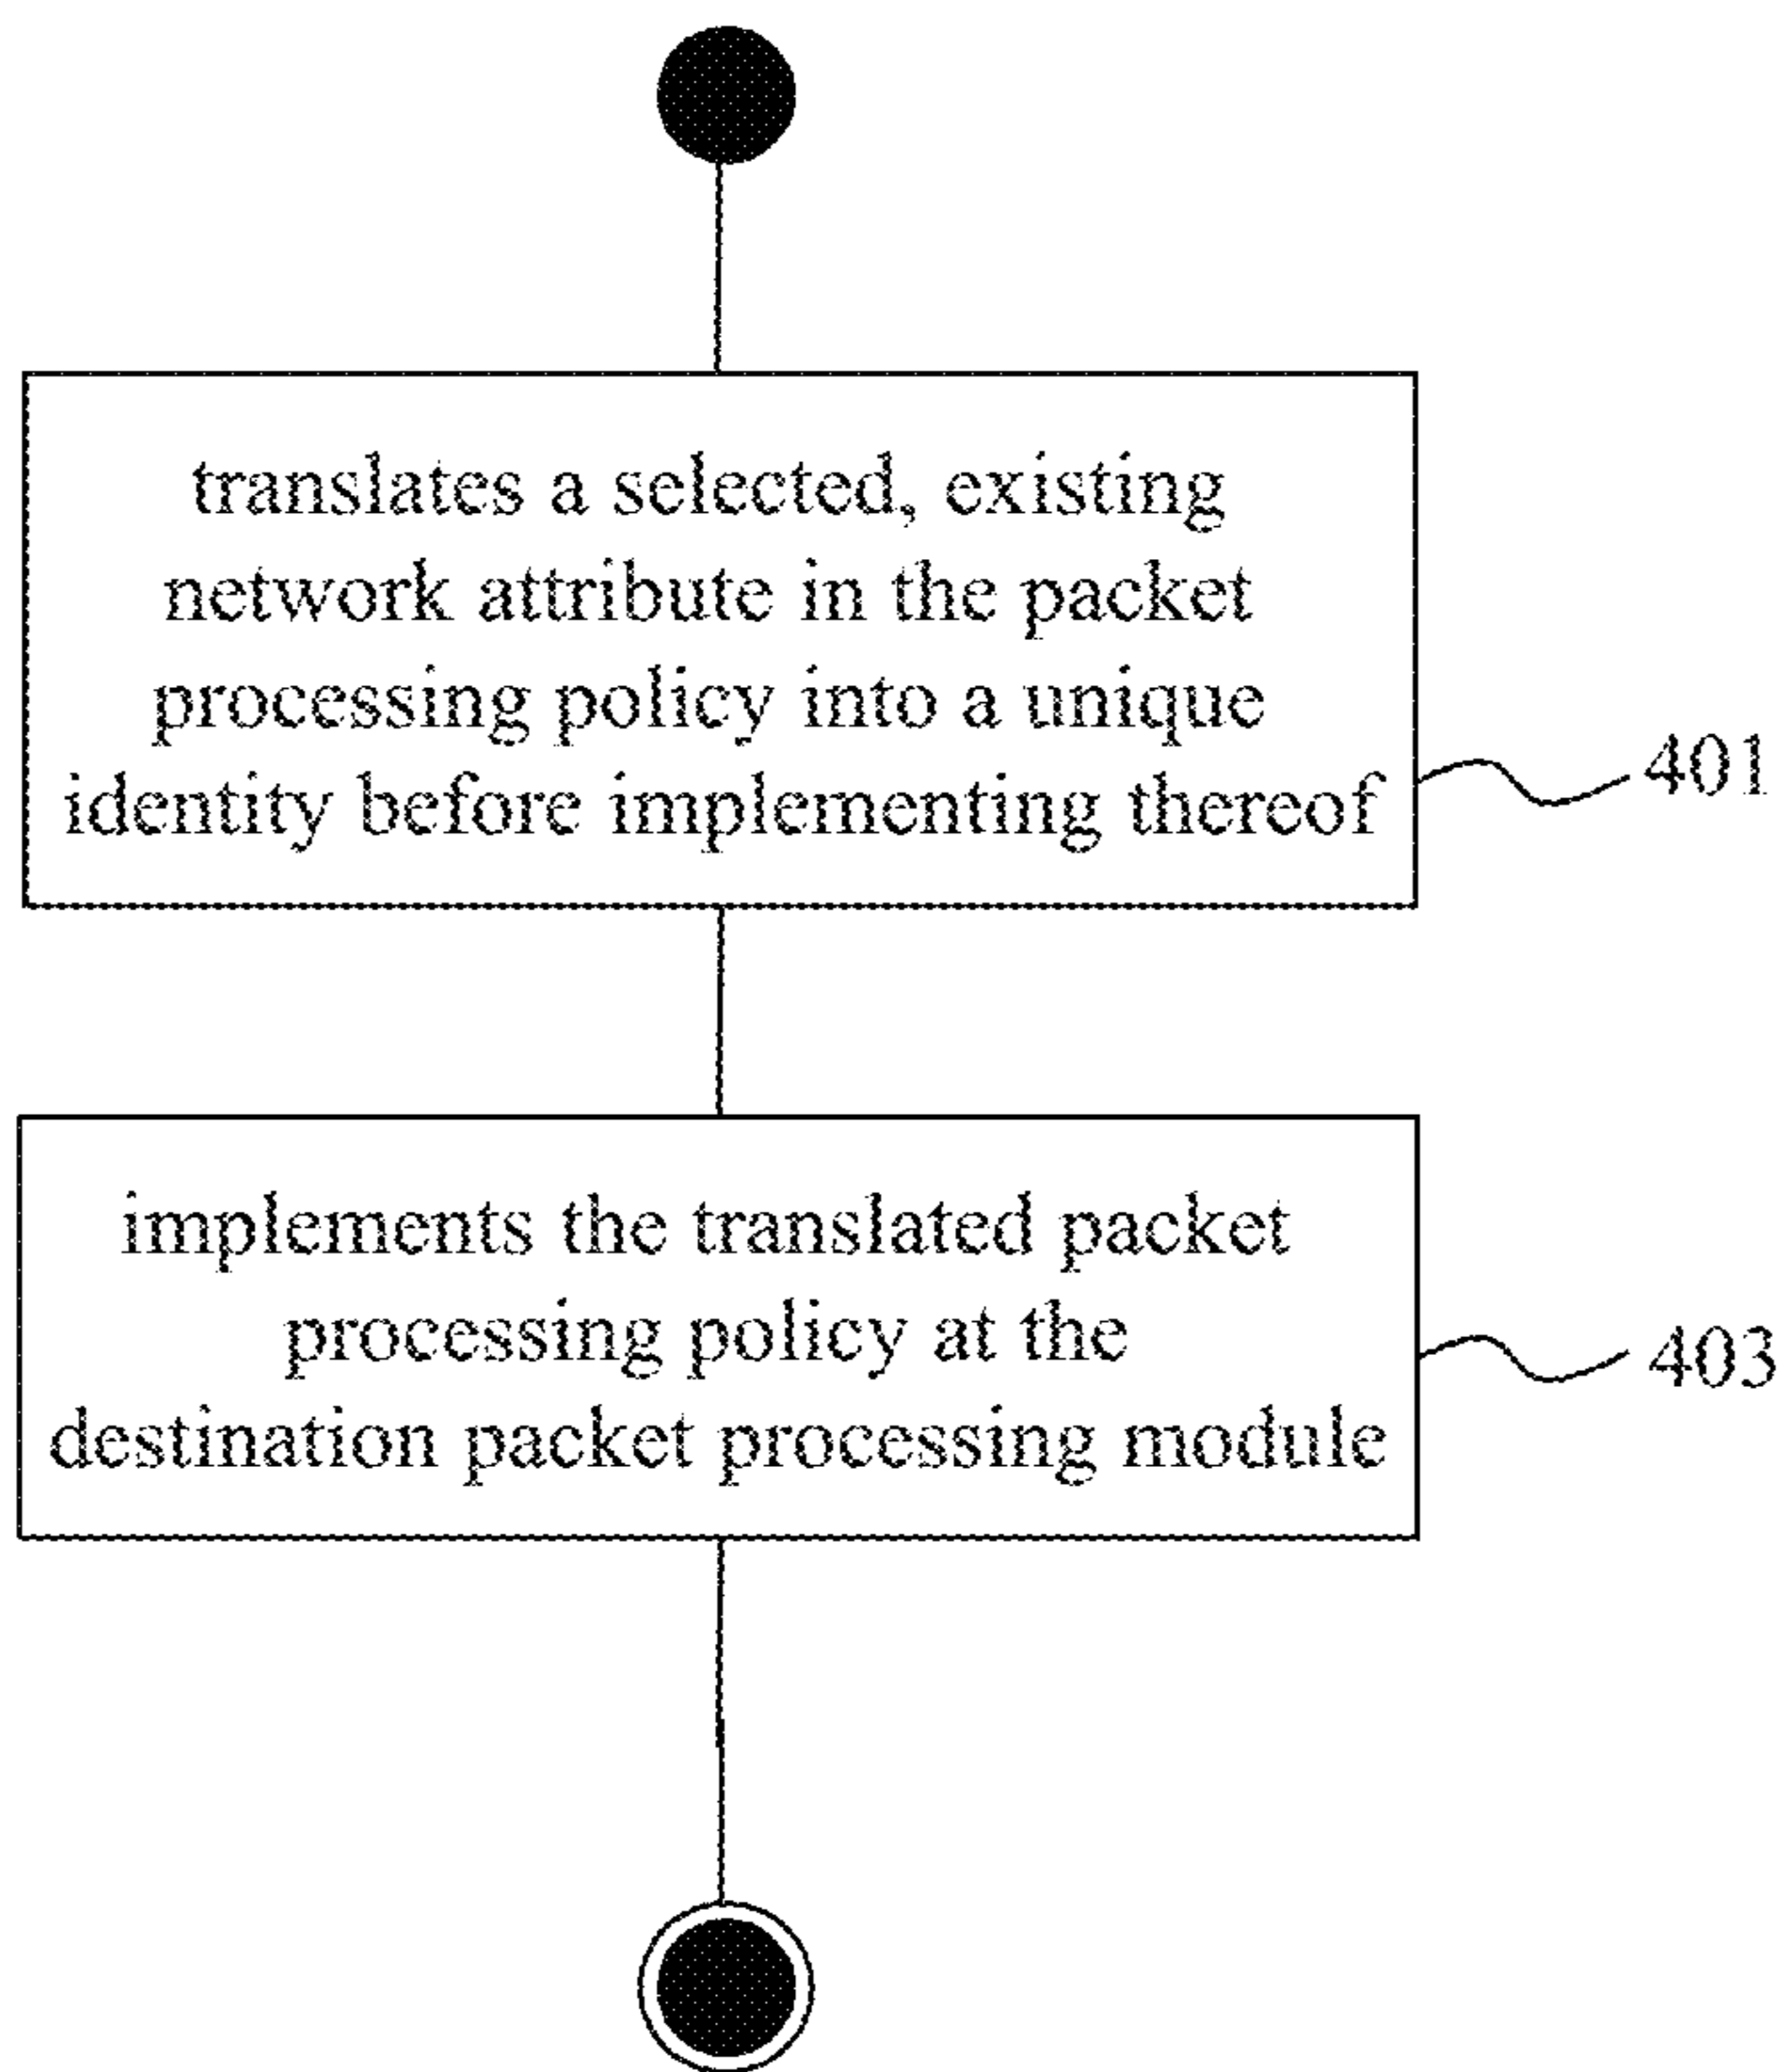 translates a selected, existing
network attribute in the packet
processing policy into a unique
identity before implementing thereof
401
implements the translated packet
processing policy at the
destination packet processing module
403